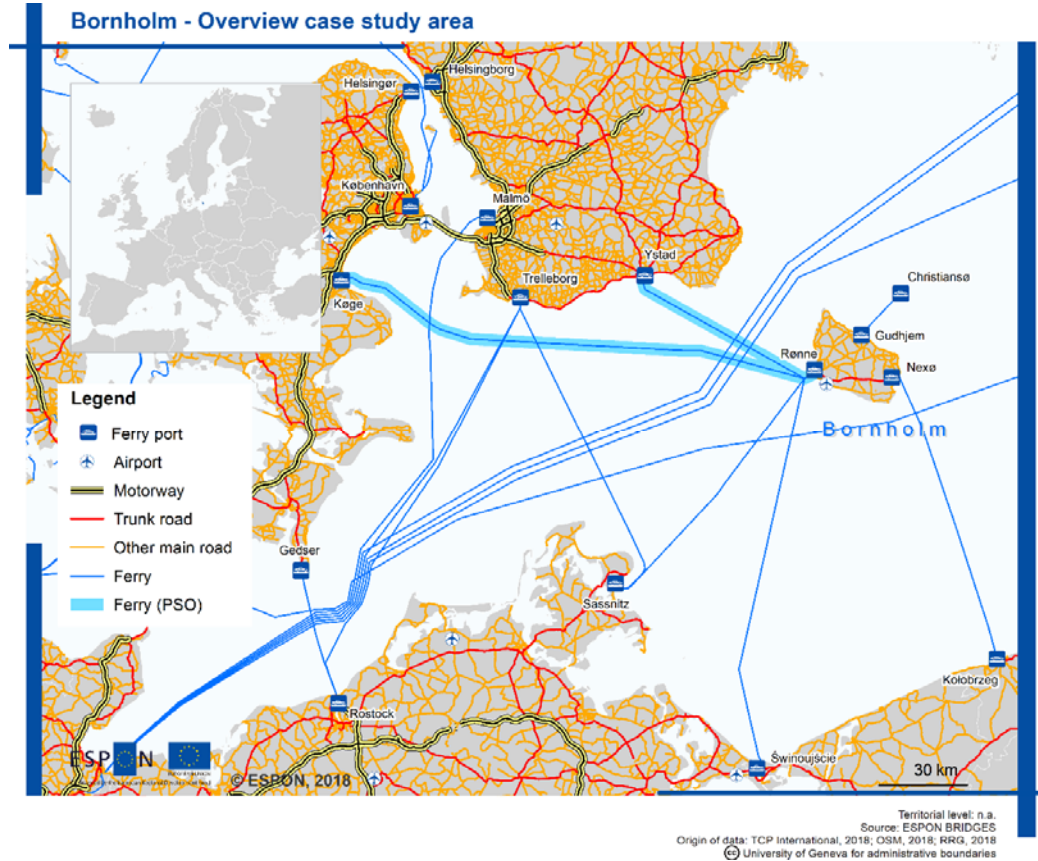 Bornholm - Overview case study area
Helsingør
Helsingborg
København
Malmö
Ystad
Trelleborg
Køge
Christiansø
Gudhjem
Rønne
Nexø
Bornholm
Legend
Ferry port
Airport
Motorway
Trunk road
Other main road
Ferry
Ferry (PSO)
Gedser
Sassnitz
Kołobrzeg
Rostock
Świnoujście
ESPON
© ESPON, 2018
30 km
Territorial level: n.a.
Source: ESPON BRIDGES
Origin of data: TCP International, 2018; OSM, 2018; RRG, 2018
cc University of Geneva for administrative boundaries